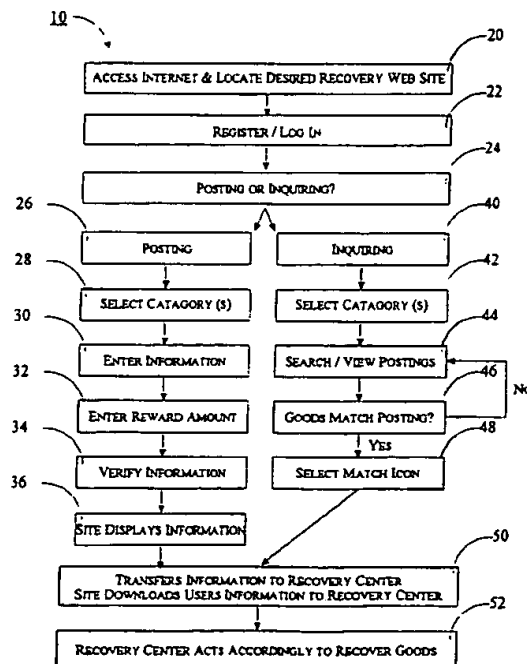 10
20
ACCESS INTERNET & LOCATE DESIRED RECOVERY WEB SITE
22
REGISTER / LOG IN
24
POSTING OR INQUIRING?
26
POSTING
28
SELECT CATAGORY (S)
30
ENTER INFORMATION
32
ENTER REWARD AMOUNT
34
VERIFY INFORMATION
36
SITE DISPLAYS INFORMATION
40
INQUIRING
42
SELECT CATAGORY (S)
44
SEARCH / VIEW POSTINGS
46
No
GOODS MATCH POSTING?
YES
48
SELECT MATCH ICON
50
TRANSFERS INFORMATION TO RECOVERY CENTER
SITE DOWNLOADS USERS INFORMATION TO RECOVERY CENTER
52
RECOVERY CENTER ACTS ACCORDINGLY TO RECOVER GOODS